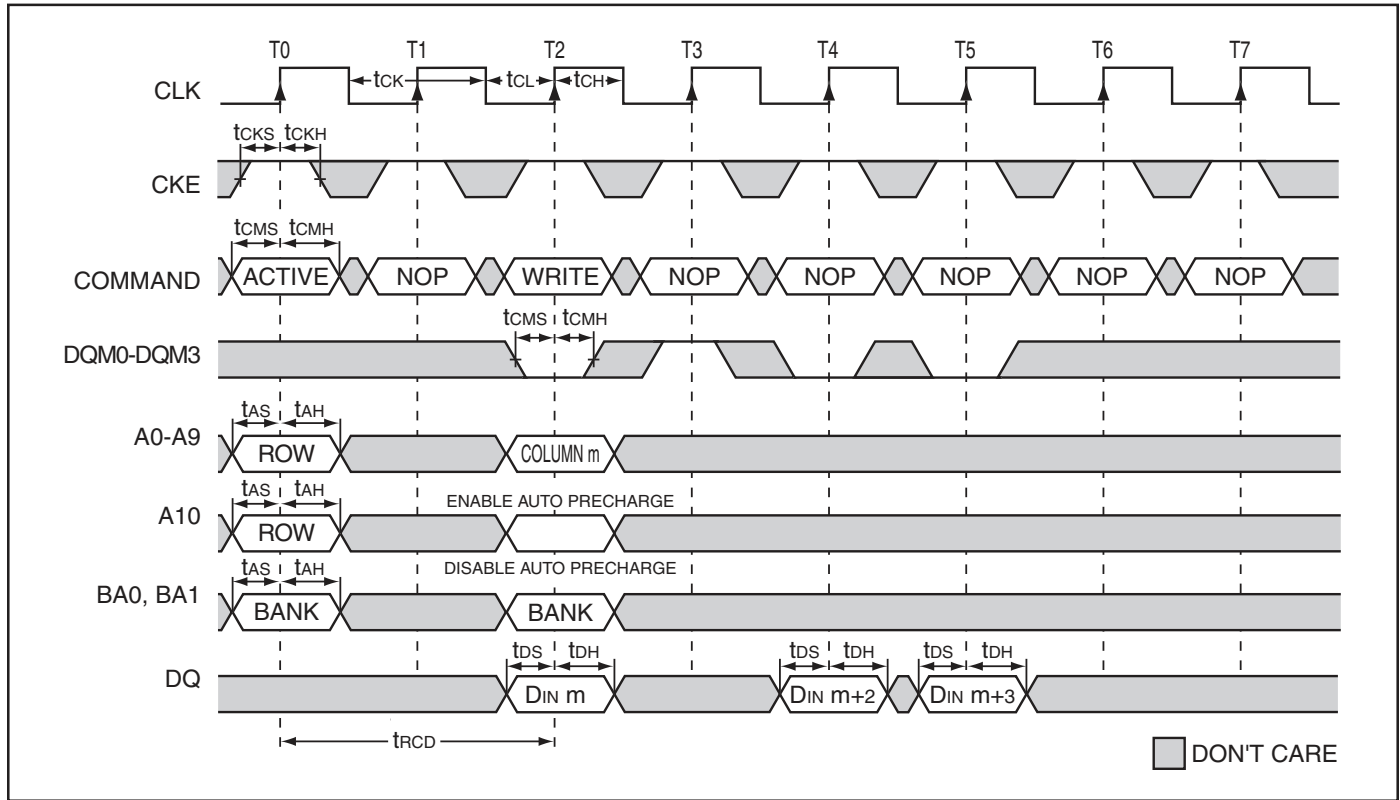 T0 T1 T2 T3 T4 T5 T6 T7
CLK tCK tCL tCH
tCKS tCKH
CKE
tCMS tCMH
COMMAND ACTIVE NOP WRITE NOP NOP NOP NOP NOP
tCMS tCMH
DQM0-DQM3
tAS tAH
A0-A9 ROW COLUMN m
tAS tAH ENABLE AUTO PRECHARGE
A10 ROW
tAS tAH DISABLE AUTO PRECHARGE
BA0, BA1 BANK BANK
tDS tDH tDS tDH tDS tDH
DQ DIN m DIN m+2 DIN m+3
tRCD
DON'T CARE